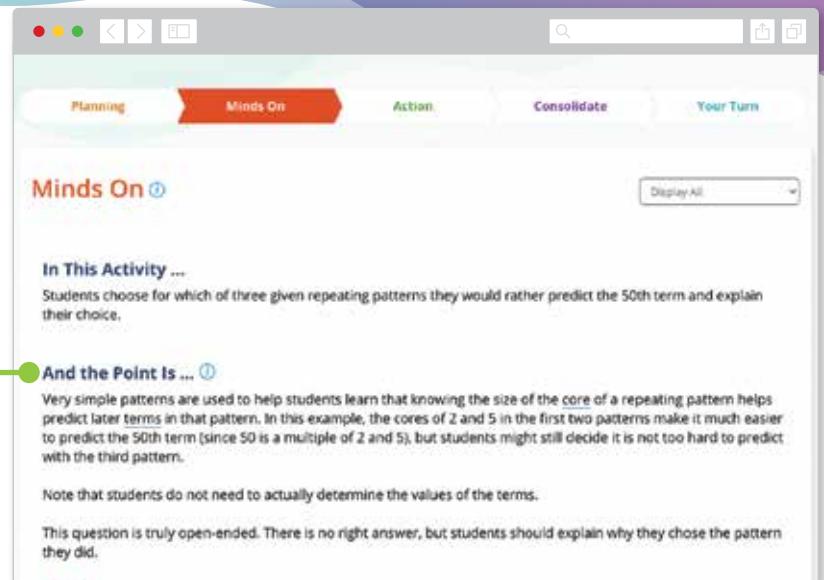 Planning Minds On Action Consolidate Your Turn
Minds On
Display All
In This Activity ...
Students choose for which of three given repeating patterns they would rather predict the 50th term and explain
their choice.
And the Point Is ...
Very simple patterns are used to help students learn that knowing the size of the core of a repeating pattern helps
predict later terms in that pattern. In this example, the cores of 2 and 5 in the first two patterns make it much easier
to predict the 50th term (since 50 is a multiple of 2 and 5), but students might still decide it is not too hard to predict
with the third pattern.
Note that students do not need to actually determine the values of the terms.
This question is truly open-ended. There is no right answer, but students should explain why they chose the pattern
they did.